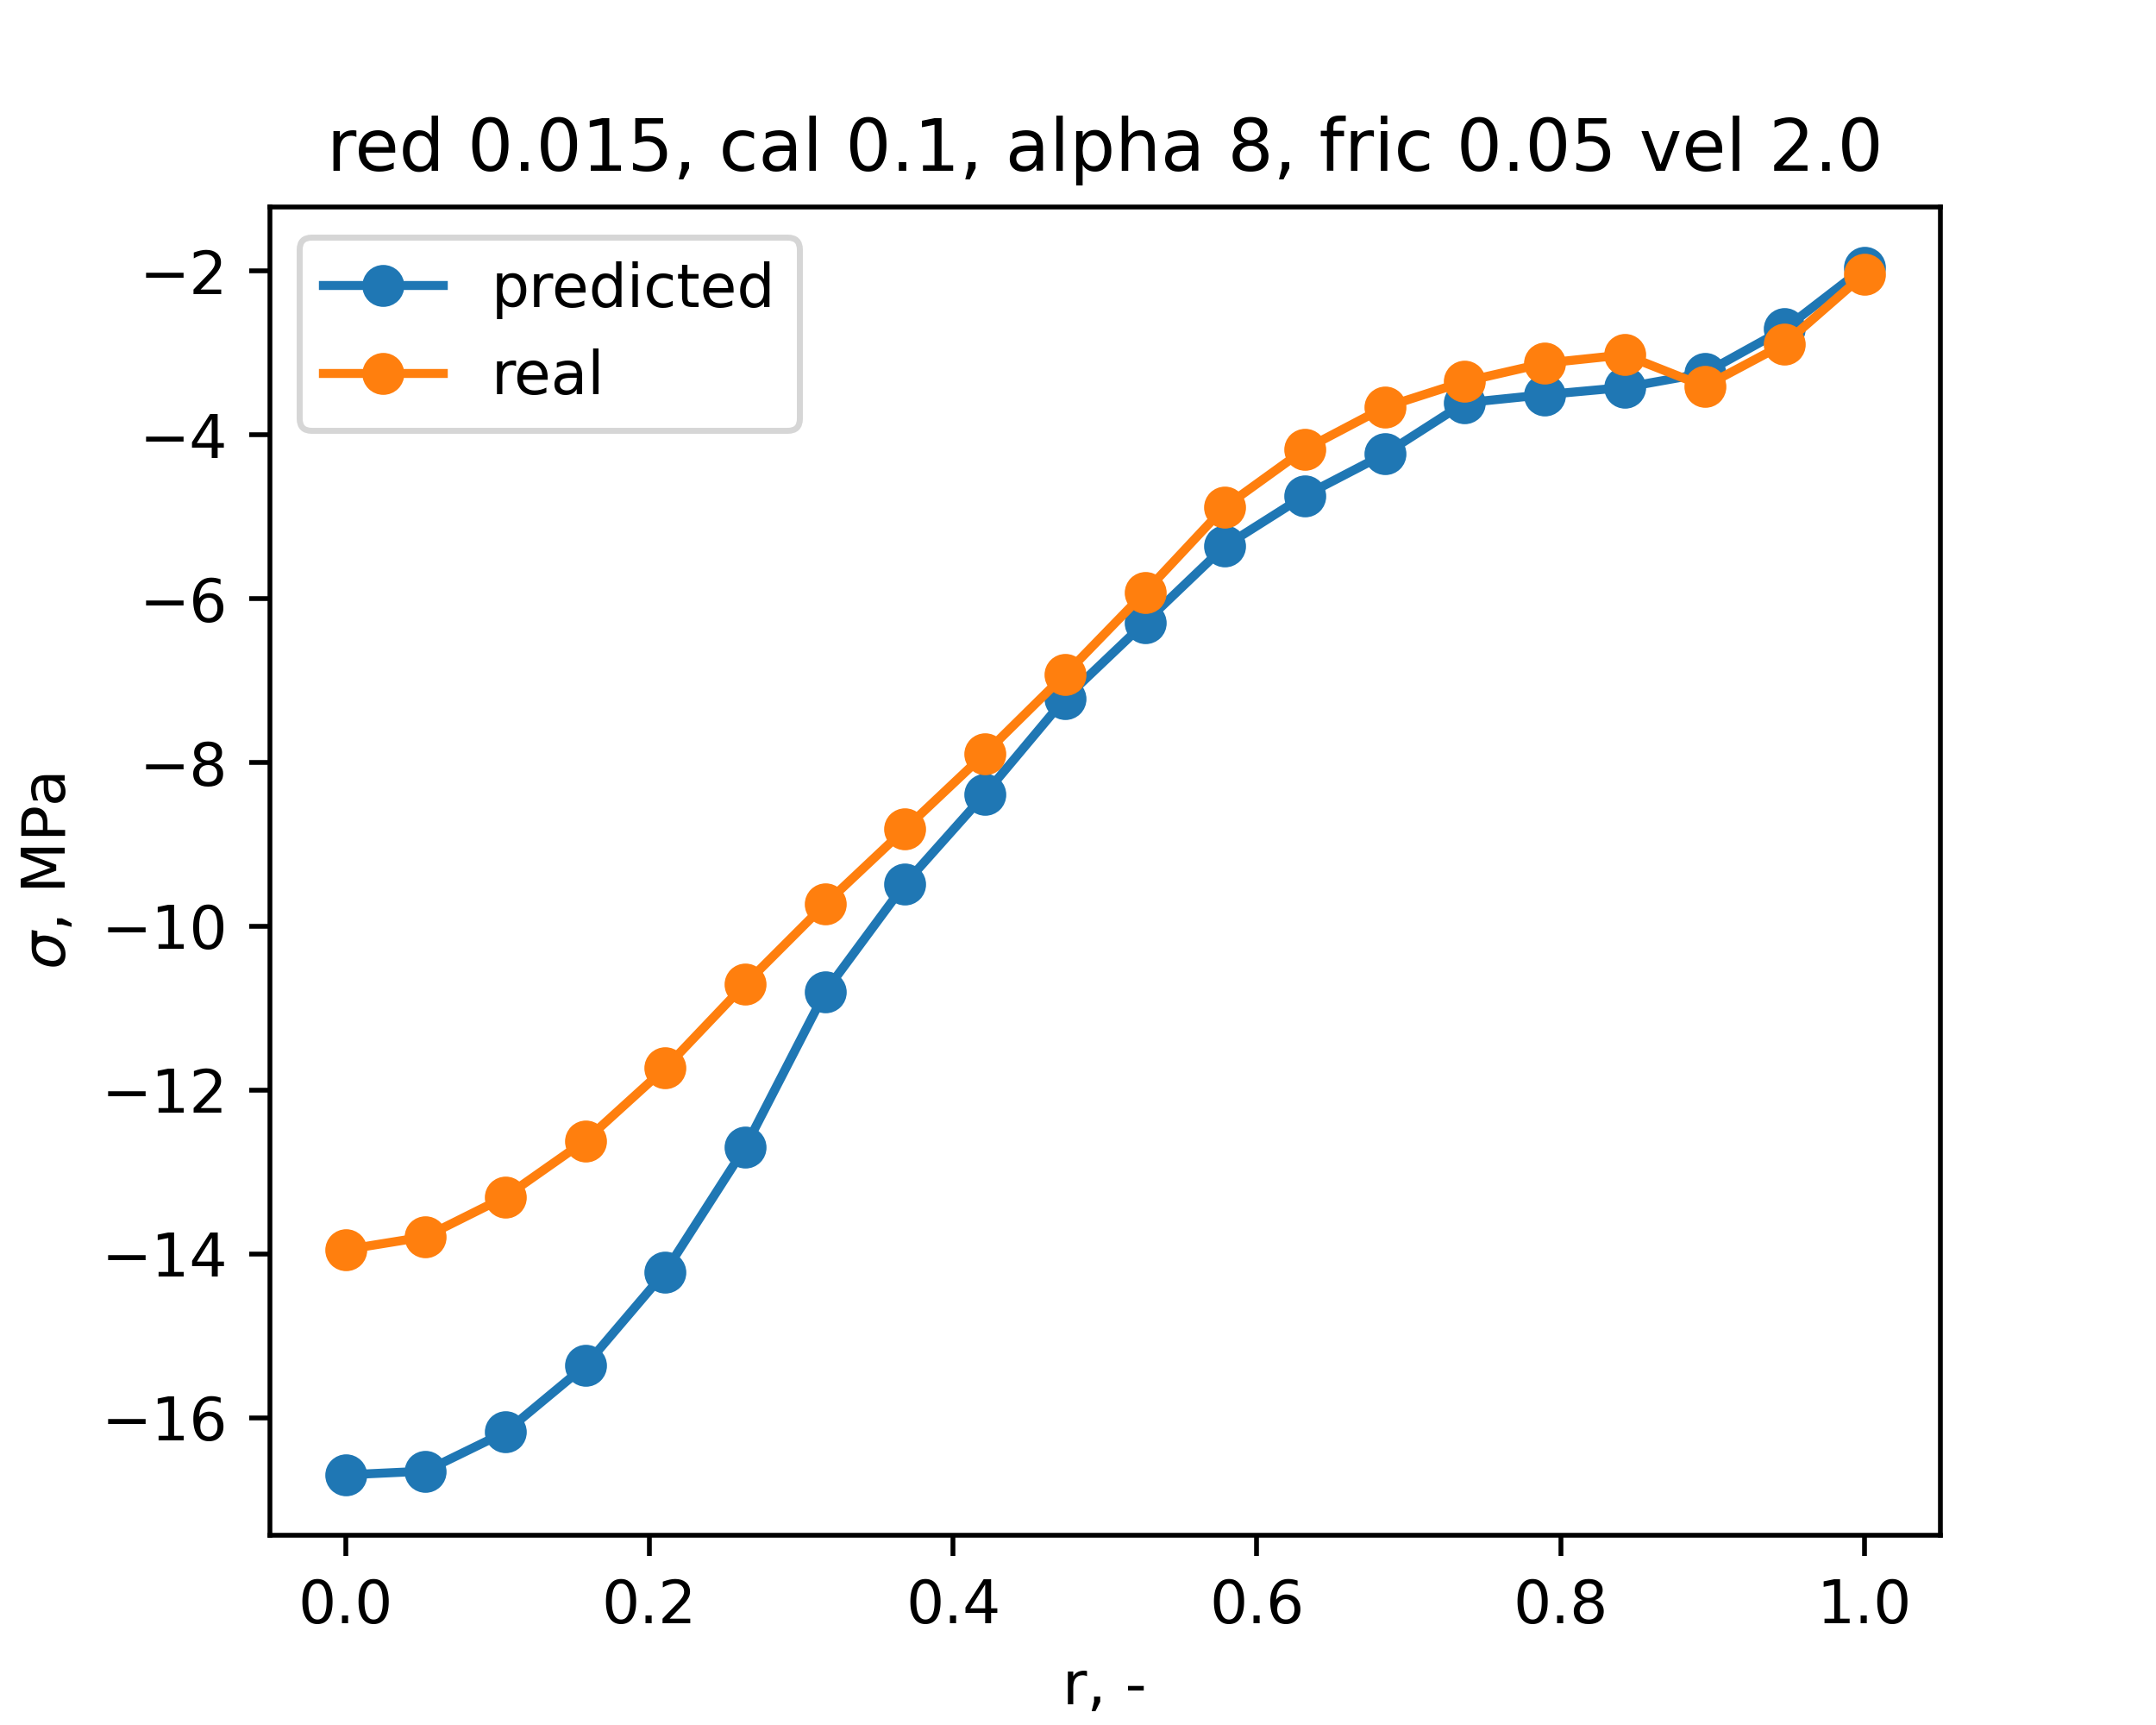 red 0.015, cal 0.1, alpha 8, fric 0.05 vel 2.0
predicted
real
−2
−4
−6
−8
−10
−12
−14
−16
σ, MPa
0.0 0.2 0.4 0.6 0.8 1.0
r, -